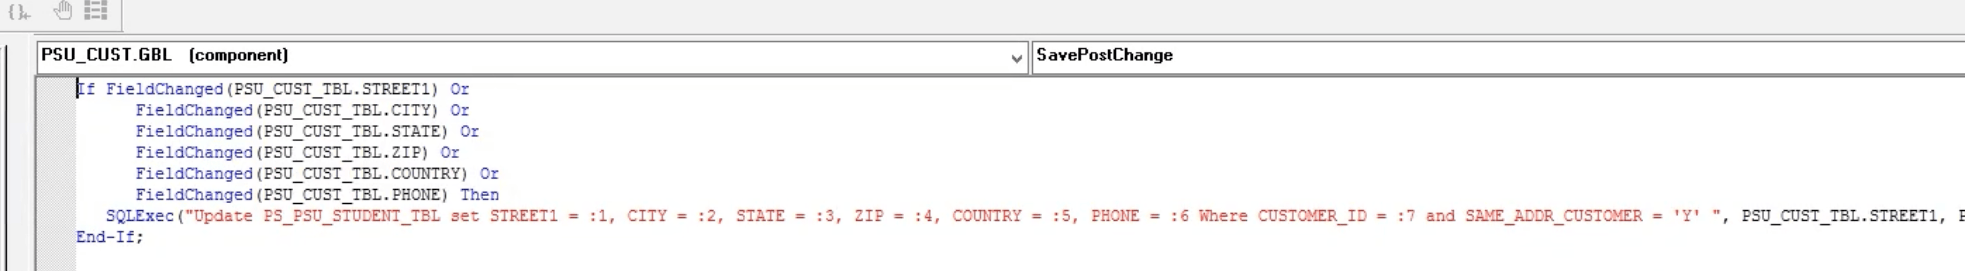 PSU_CUST.GBL (component)
SavePostChange
If FieldChanged(PSU_CUST_TBL.STREET1) Or
FieldChanged(PSU_CUST_TBL.CITY) Or
FieldChanged(PSU_CUST_TBL.STATE) Or
FieldChanged(PSU_CUST_TBL.ZIP) Or
FieldChanged(PSU_CUST_TBL.COUNTRY) Or
FieldChanged(PSU_CUST_TBL.PHONE) Then
SQLExec("Update PS_PSU_STUDENT_TBL set STREET1 = :1, CITY = :2, STATE = :3, ZIP = :4, COUNTRY = :5, PHONE = :6 Where CUSTOMER_ID = :7 and SAME_ADDR_CUSTOMER = 'Y' ", PSU_CUST_TBL.STREET1,
End-If;